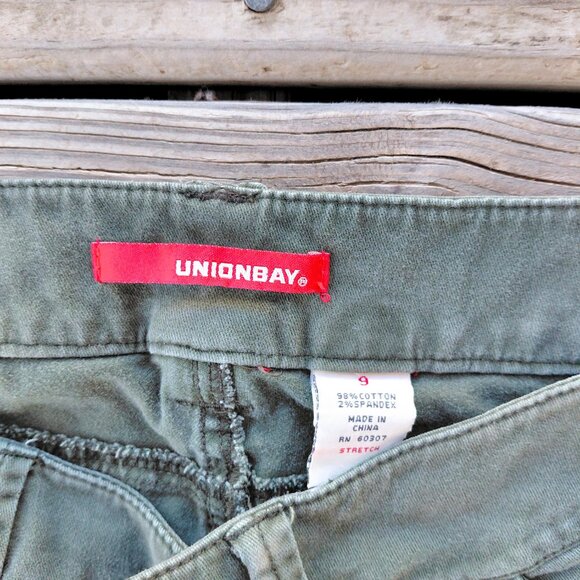 UNIONBAY®
9
98% COTTON
2% SPANDEX
MADE IN
CHINA
RN 60307
STRETCH